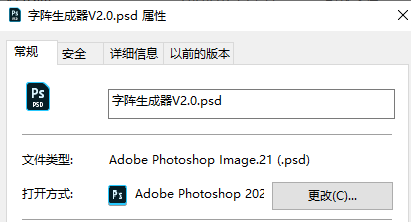 字阵生成器V2.0.psd 属性
常规 安全 详细信息 以前的版本
Ps
PSD
字阵生成器V2.0.psd
文件类型: Adobe Photoshop Image.21 (.psd)
打开方式: Ps Adobe Photoshop 202 更改(C)...